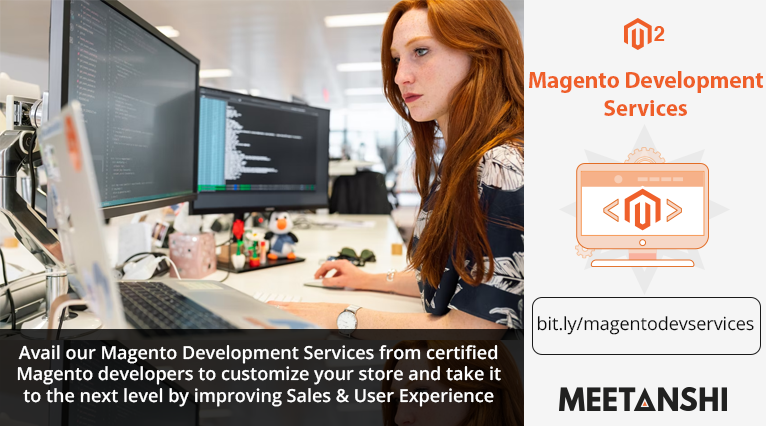 2
Magento Development
Services
< >
bit.ly/magentodevservices
MEETANSHI
Avail our Magento Development Services from certified
Magento developers to customize your store and take it
to the next level by improving Sales & User Experience